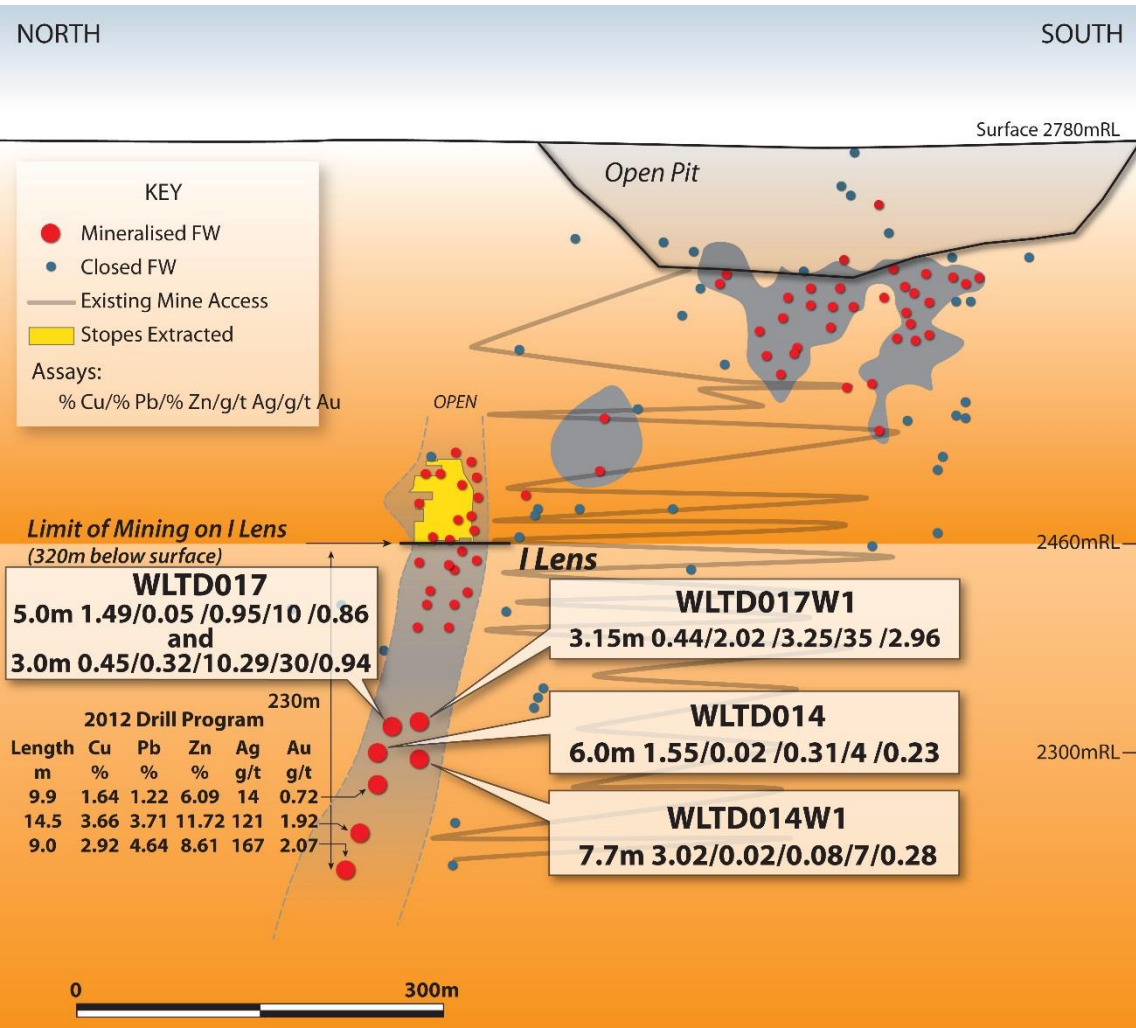 NORTH
SOUTH
Surface 2780mRL
Open Pit
KEY
Mineralised FW
Closed FW
Existing Mine Access
Stopes Extracted
Assays:
% Cu/% Pb/% Zn/g/t Ag/g/t Au
OPEN
Limit of Mining on I Lens
(320m below surface)
I Lens
2460mRL
WLTD017
5.0m 1.49/0.05 /0.95/10 /0.86
and
3.0m 0.45/0.32/10.29/30/0.94
WLTD017W1
3.15m 0.44/2.02 /3.25/35 /2.96
230m
WLTD014
6.0m 1.55/0.02 /0.31/4 /0.23
2300mRL
WLTD014W1
7.7m 3.02/0.02/0.08/7/0.28
2012 Drill Program
Length Cu Pb Zn Ag Au
m % % % g/t g/t
9.9 1.64 1.22 6.09 14 0.72
14.5 3.66 3.71 11.72 121 1.92
9.0 2.92 4.64 8.61 167 2.07
0 300m